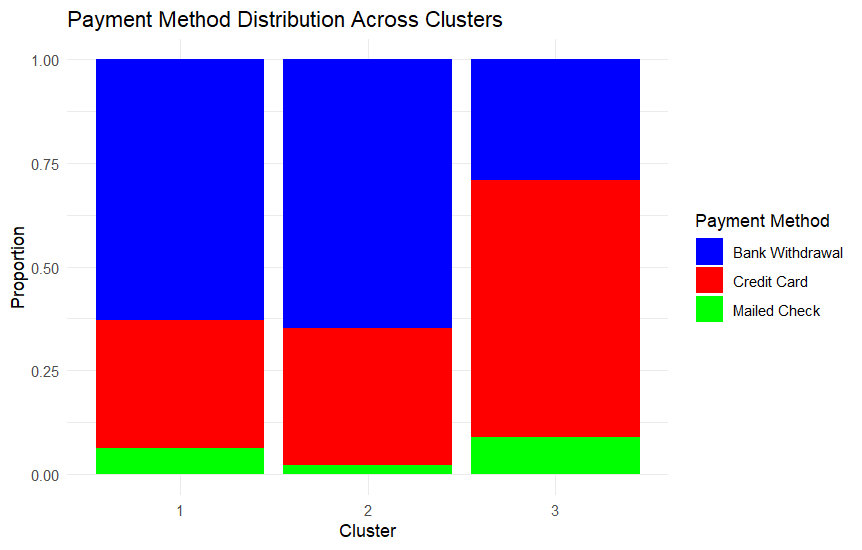 Payment Method Distribution Across Clusters
Proportion
1.00
0.75
0.50
0.25
0.00
1
2
3
Cluster
Payment Method
Bank Withdrawal
Credit Card
Mailed Check